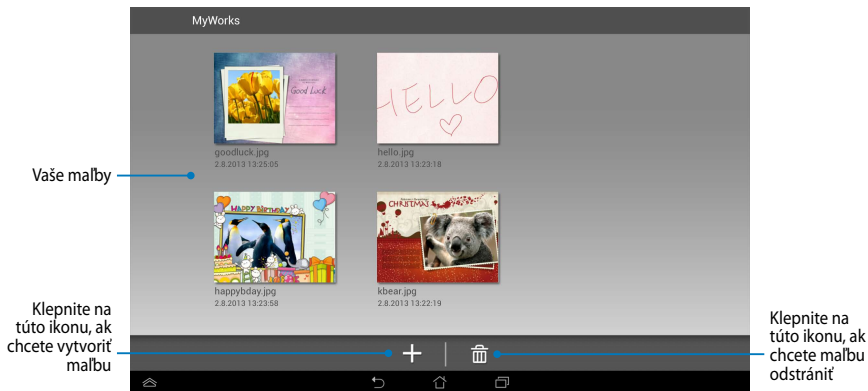 MyWorks
Good Luck
HELLO
goodluck.jpg
2.8.2013 13:25:05
hello.jpg
2.8.2013 13:23:18
Vaše maľby
HAPPY BIRTHDAY
CHRISTMAS
happybday.jpg
2.8.2013 13:23:58
kbear.jpg
2.8.2013 13:22:19
Klepnite na
túto ikonu, ak
chcete vytvoriť
maľbu
Klepnite na
túto ikonu, ak
chcete maľbu
odstrániť